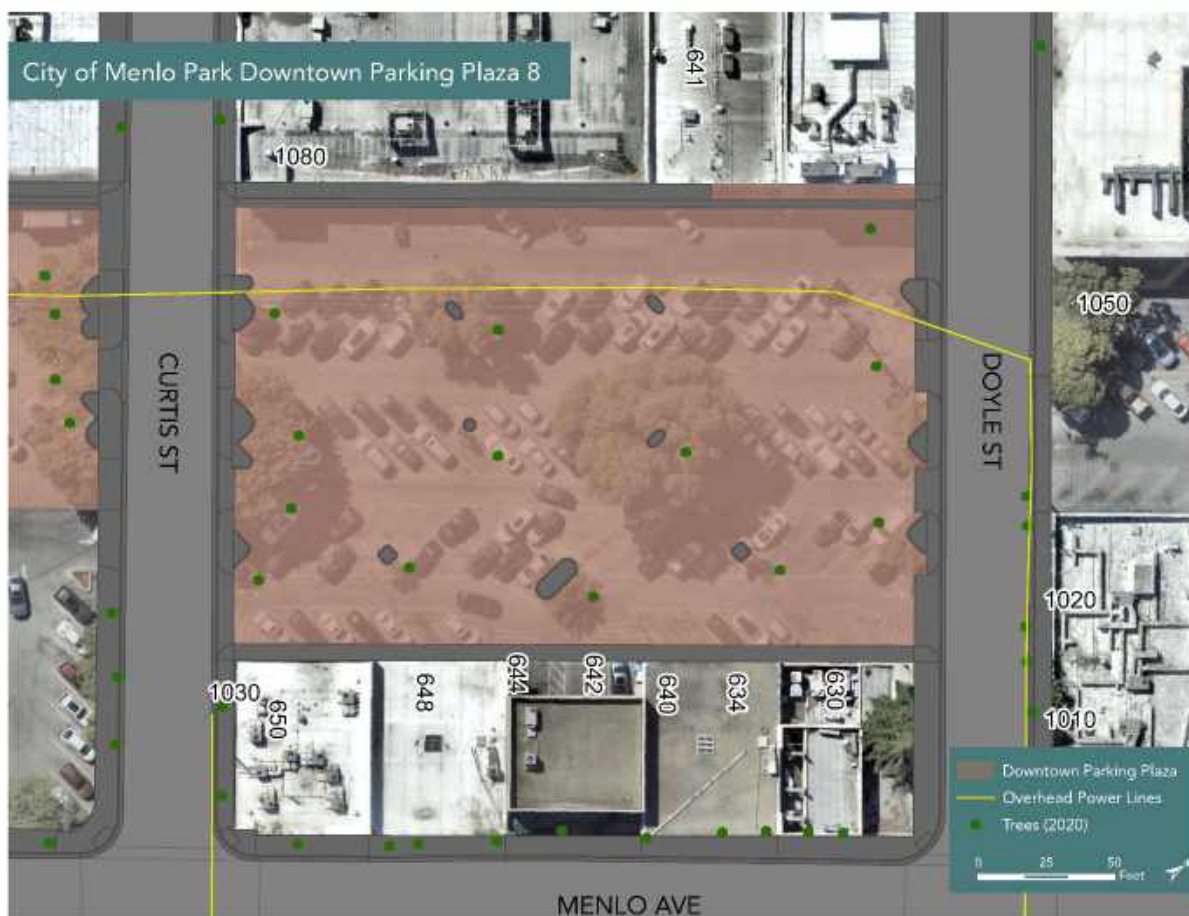 City of Menlo Park Downtown Parking Plaza 8
641
1080
1050
CURTIS ST
DOYLE ST
1020
1030
650
648
644
642
640
634
630
1010
Downtown Parking Plaza
Overhead Power Lines
Trees (2020)
0 25 50
Feet
MENLO AVE